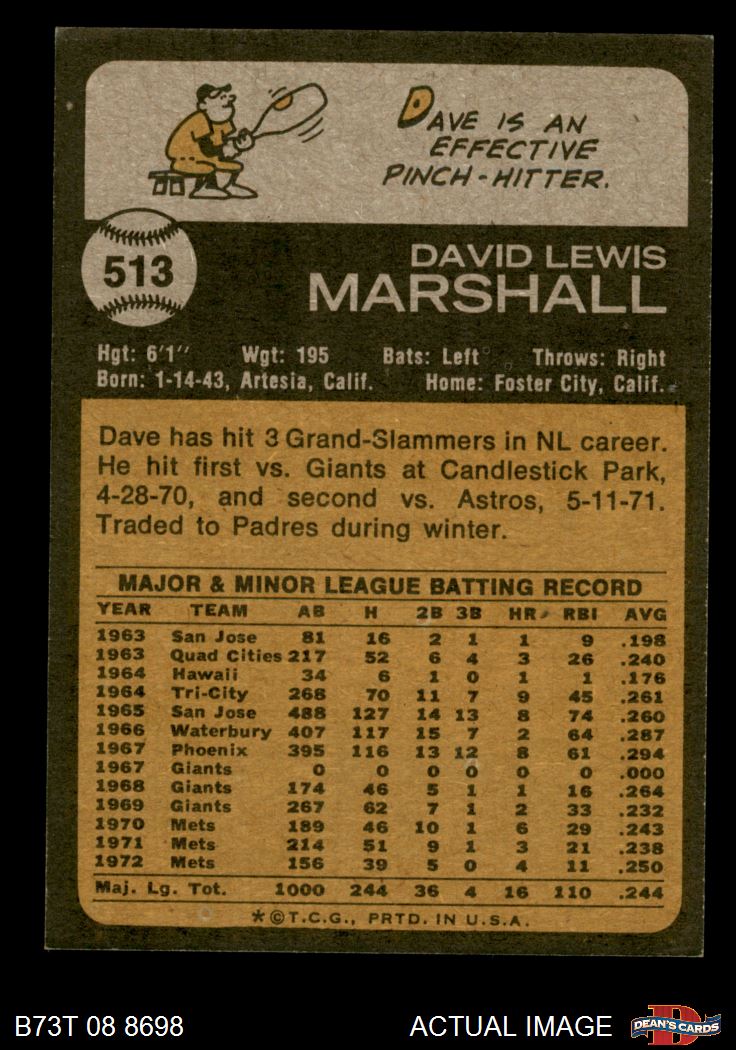 DAVE IS AN
EFFECTIVE
PINCH-HITTER.
513
DAVID LEWIS
MARSHALL
Hgt: 6'1" Wgt: 195 Bats: Left Throws: Right
Born: 1-14-43, Artesia, Calif. Home: Foster City, Calif.
Dave has hit 3 Grand-Slammers in NL career.
He hit first vs. Giants at Candlestick Park,
4-28-70, and second vs. Astros, 5-11-71.
Traded to Padres during winter.
MAJOR & MINOR LEAGUE BATTING RECORD
YEAR TEAM AB H 2B 3B HR RBI AVG
1963 San Jose 81 16 2 1 1 9 .198
1963 Quad Cities 217 52 6 4 3 26 .240
1964 Hawaii 34 6 1 0 1 1 .176
1964 Tri-City 268 70 11 7 9 45 .261
1965 San Jose 488 127 14 13 8 74 .260
1966 Waterbury 407 117 15 7 2 64 .287
1967 Phoenix 395 116 13 12 8 61 .294
1967 Giants 0 0 0 0 0 0 .000
1968 Giants 174 46 5 1 1 16 .264
1969 Giants 267 62 7 1 2 33 .232
1970 Mets 189 46 10 1 6 29 .243
1971 Mets 214 51 9 1 3 21 .238
1972 Mets 156 39 5 0 4 11 .250
Maj. Lg. Tot. 1000 244 36 4 16 110 .244
*©T.C.G., PRTD. IN U.S.A.
B73T 08 8698 ACTUAL IMAGE D DEAN'S CARDS